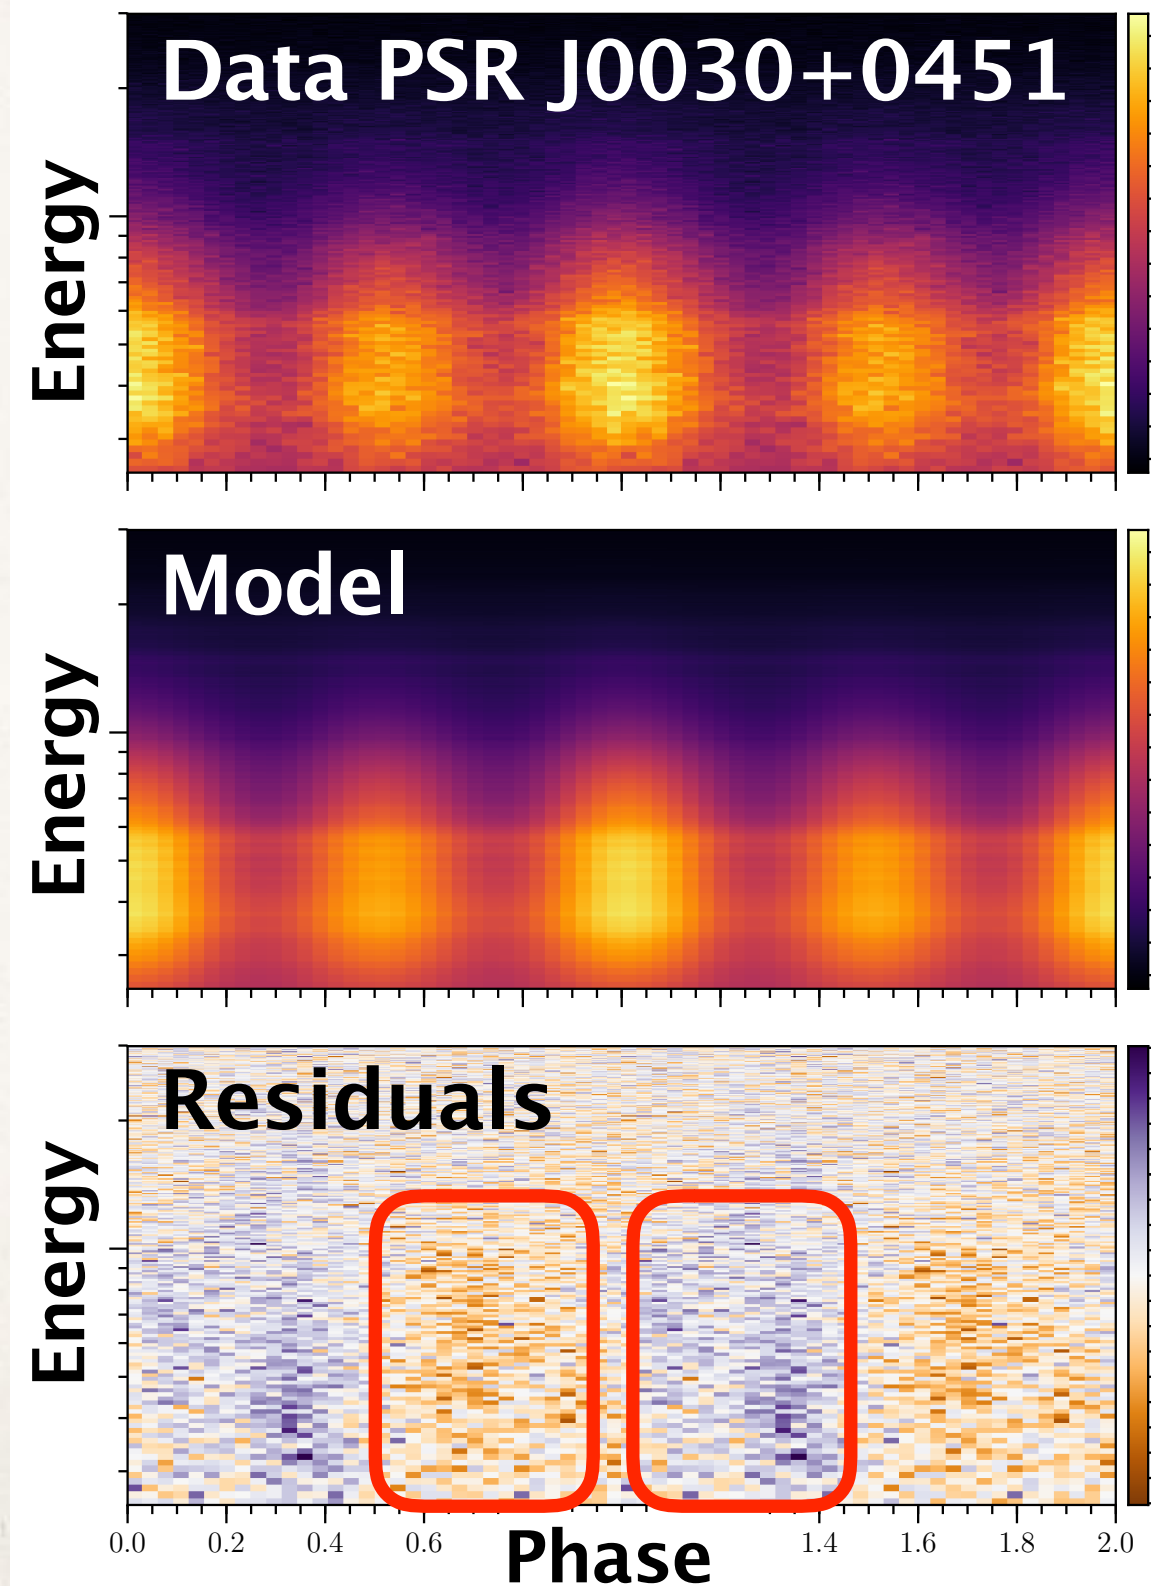 Data PSR J0030+0451
Energy
Model
Energy
Residuals
Energy
0.0 0.2 0.4 0.6 1.4 1.6 1.8 2.0
Phase